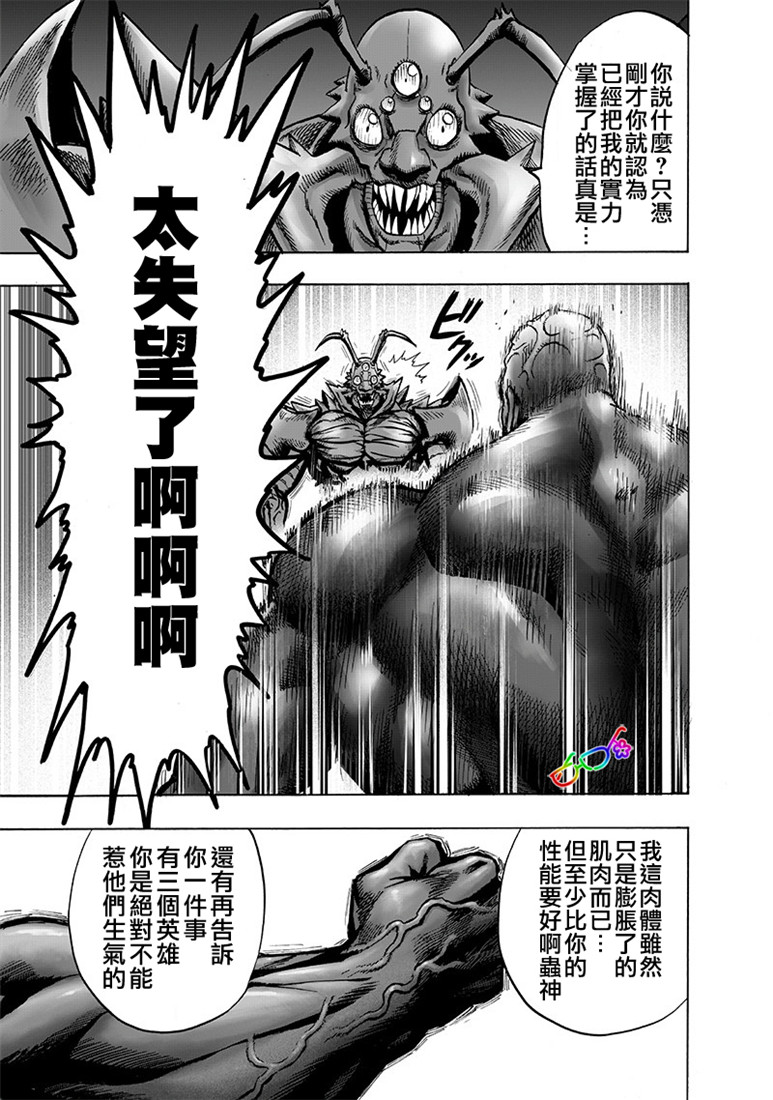 你說什麼？只憑
剛才你就認為
已經把我的實力
掌握了的話真是…
太失望了啊啊啊
ビグッ
我這肉體雖然
只是膨脹了的
肌肉而已…
但至少比你的
性能要好啊蟲神
還有再告訴
你一件事
有三個英雄
你是絕對不能
惹他們生氣的